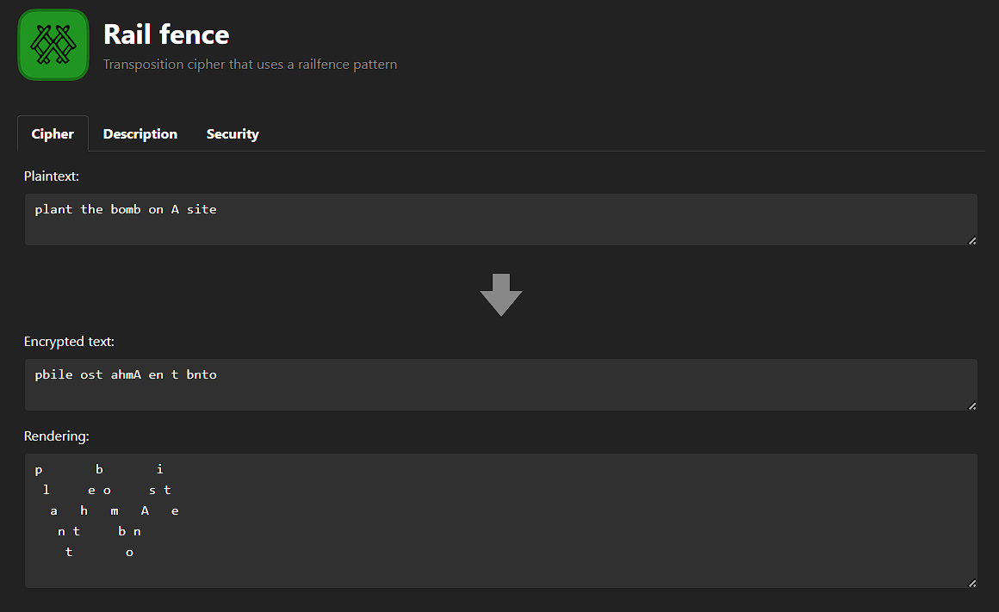 Rail fence
Transposition cipher that uses a railfence pattern
Cipher Description Security
Plaintext:
plant the bomb on A site
Encrypted text:
pbile ost ahmA en t bnto
Rendering:
p       b       i
 l     e o     s t
  a   h   m   A   e
   n t     b n
    t       o